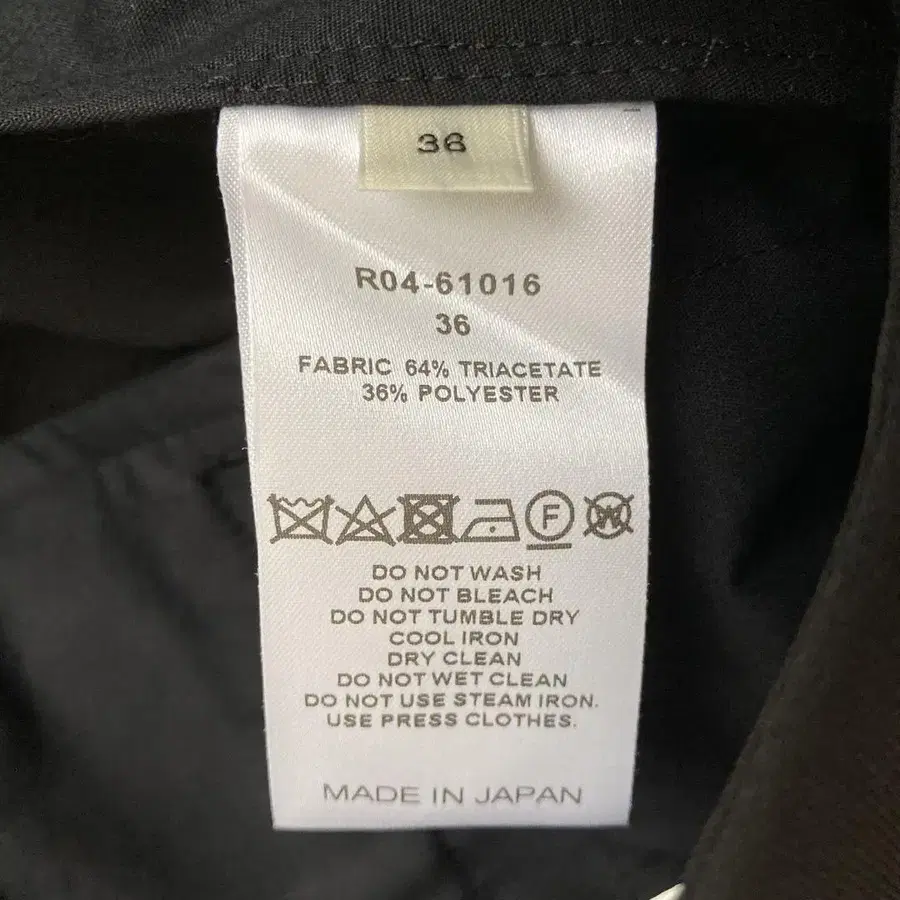 36
R04-61016
36
FABRIC 64% TRIACETATE
36% POLYESTER
F
DO NOT WASH
DO NOT BLEACH
DO NOT TUMBLE DRY
COOL IRON
DRY CLEAN
DO NOT WET CLEAN
DO NOT USE STEAM IRON.
USE PRESS CLOTHES.
MADE IN JAPAN